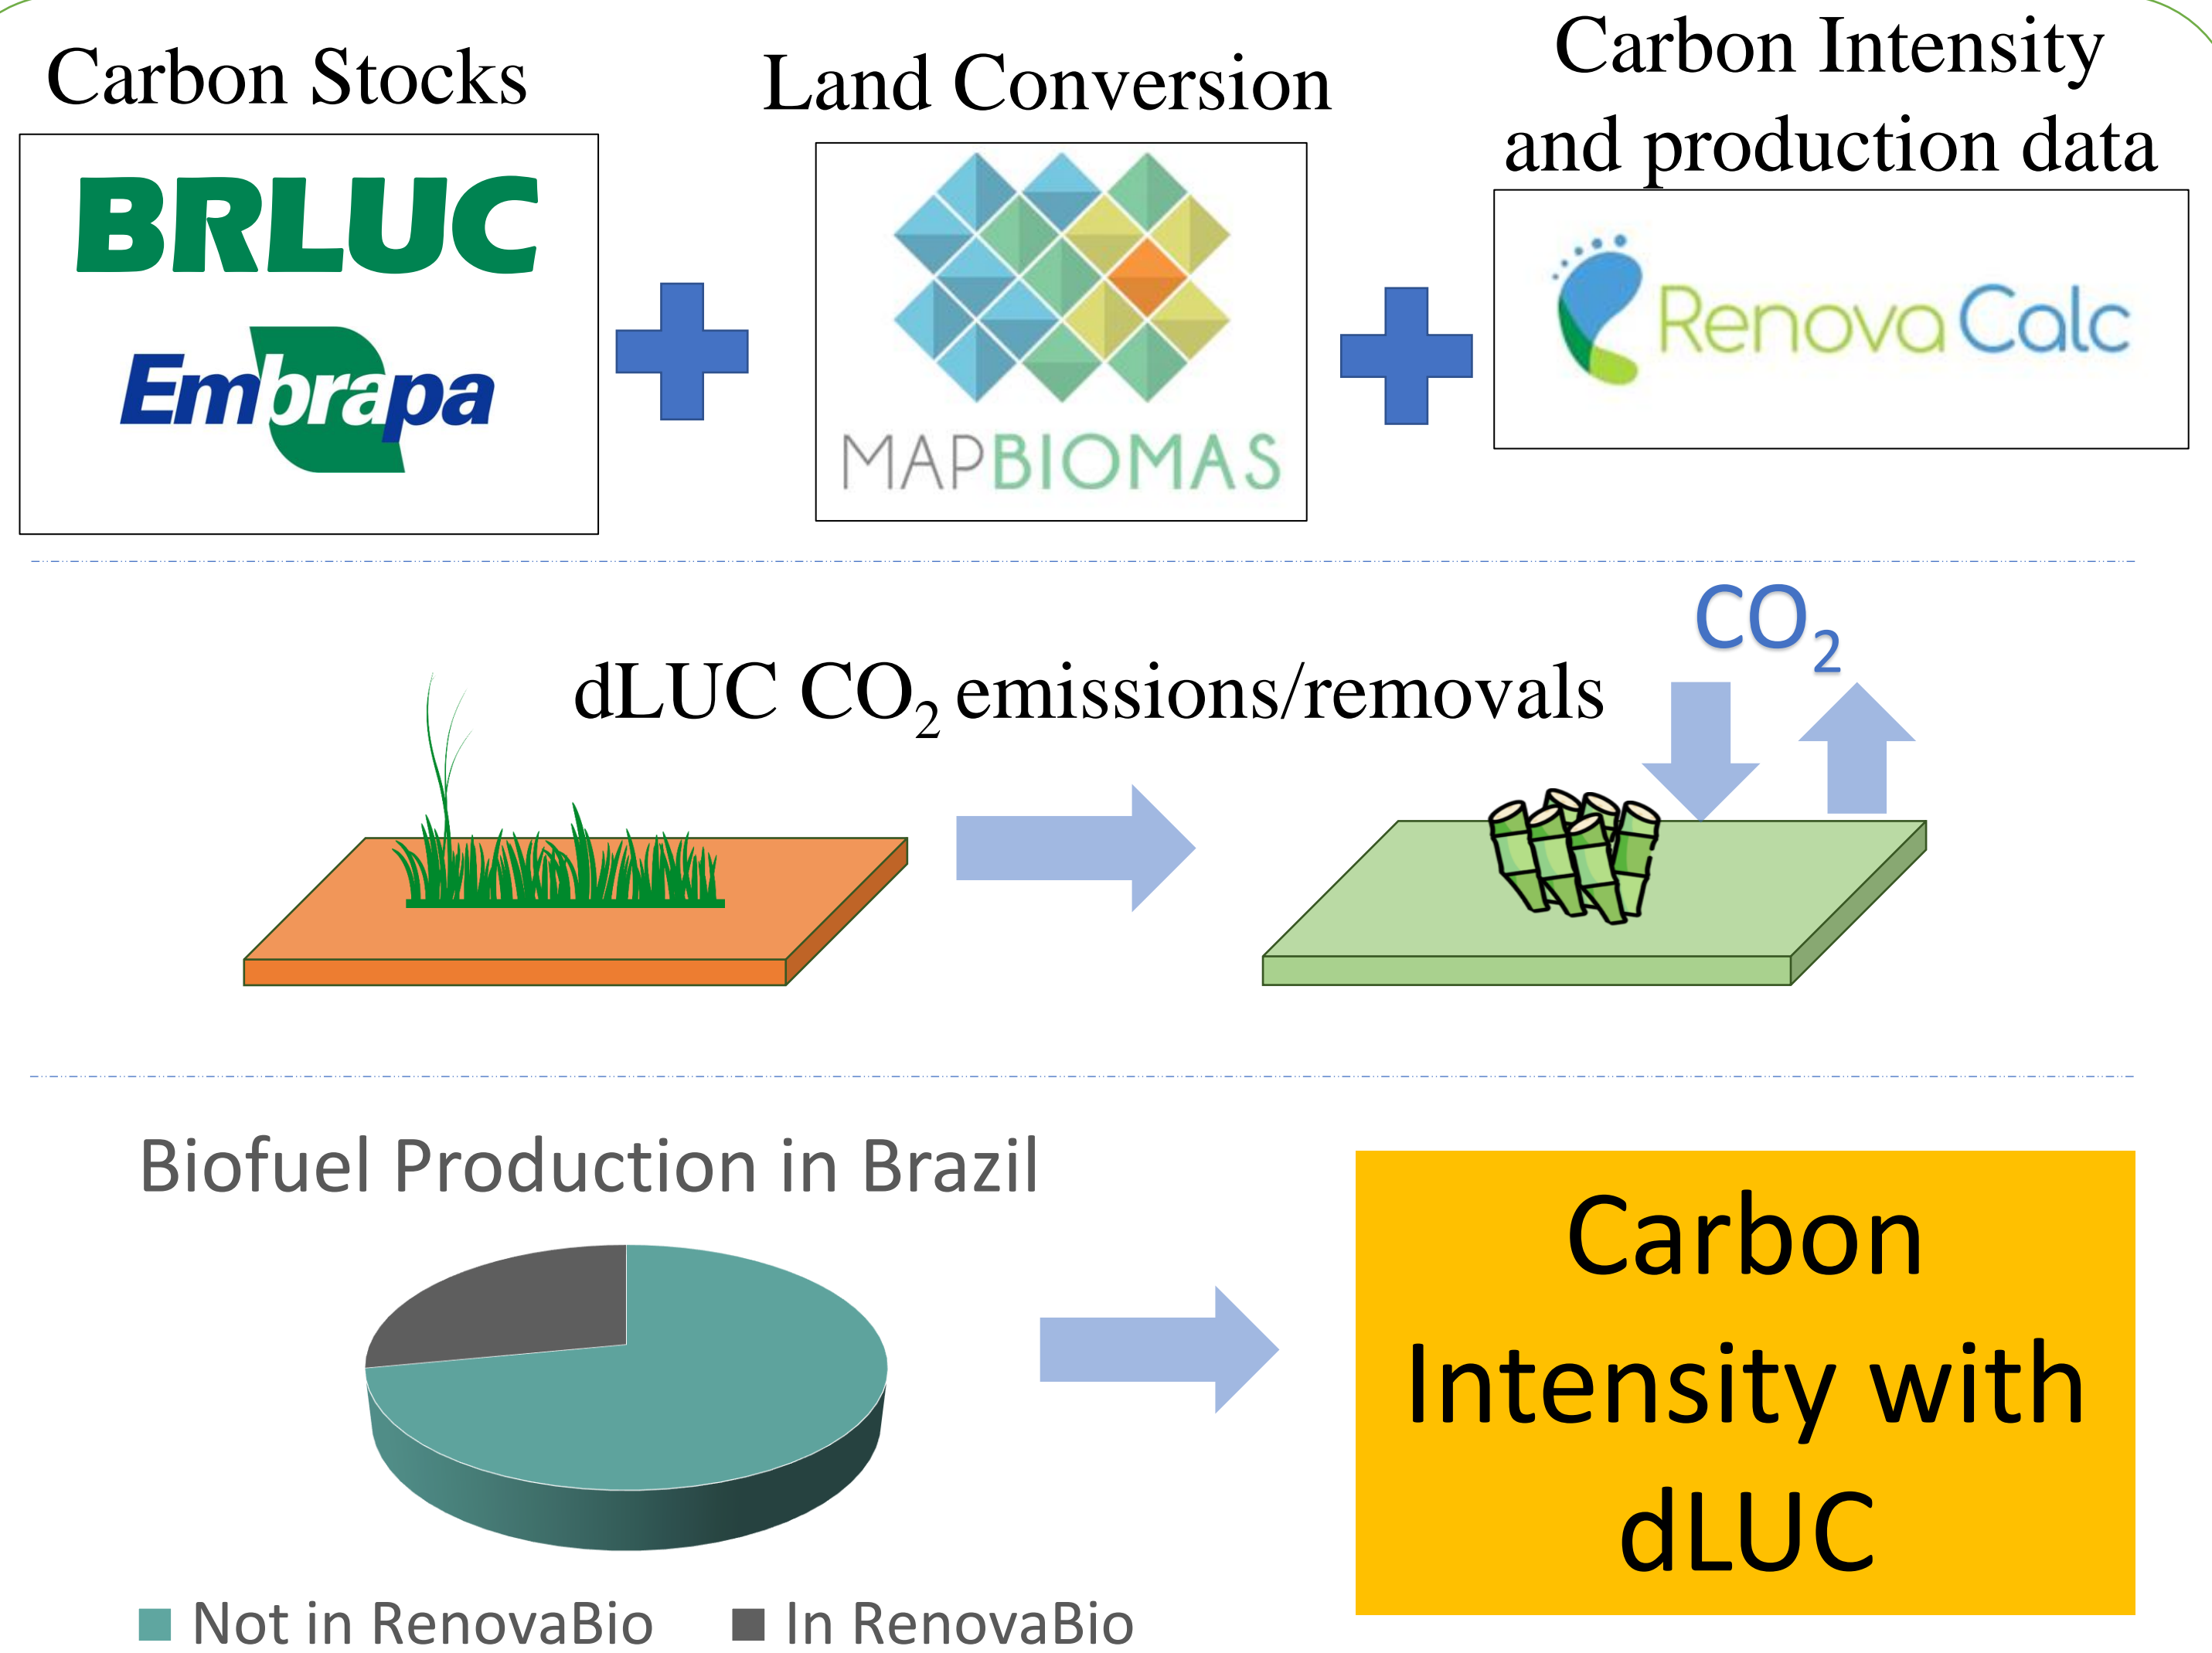 Carbon Stocks
Land Conversion
Carbon Intensity
and production data
BRLUC
Embrapa
MAPBIOMAS
RenovaCalc
CO₂
dLUC CO₂ emissions/removals
Biofuel Production in Brazil
Not in RenovaBio
In RenovaBio
Carbon
Intensity with
dLUC